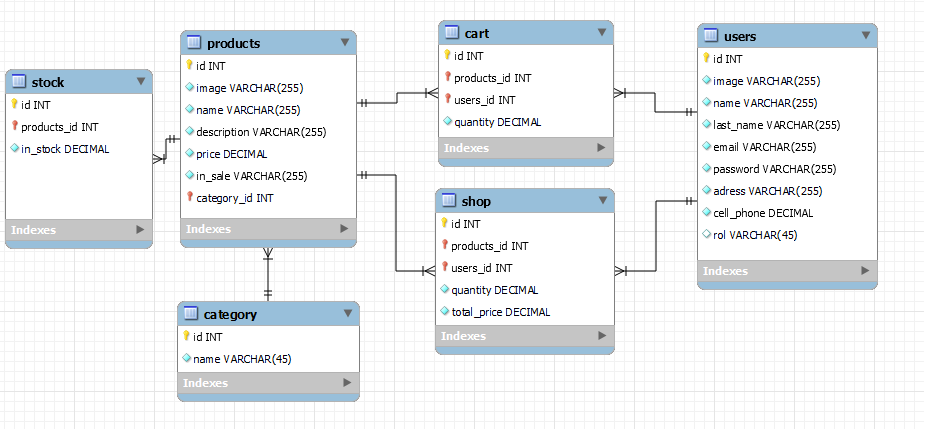 stock
id INT
products_id INT
in_stock DECIMAL
Indexes
products
id INT
image VARCHAR(255)
name VARCHAR(255)
description VARCHAR(255)
price DECIMAL
in_sale VARCHAR(255)
category_id INT
Indexes
category
id INT
name VARCHAR(45)
Indexes
cart
id INT
products_id INT
users_id INT
quantity DECIMAL
Indexes
shop
id INT
products_id INT
users_id INT
quantity DECIMAL
total_price DECIMAL
Indexes
users
id INT
image VARCHAR(255)
name VARCHAR(255)
last_name VARCHAR(255)
email VARCHAR(255)
password VARCHAR(255)
adress VARCHAR(255)
cell_phone DECIMAL
rol VARCHAR(45)
Indexes